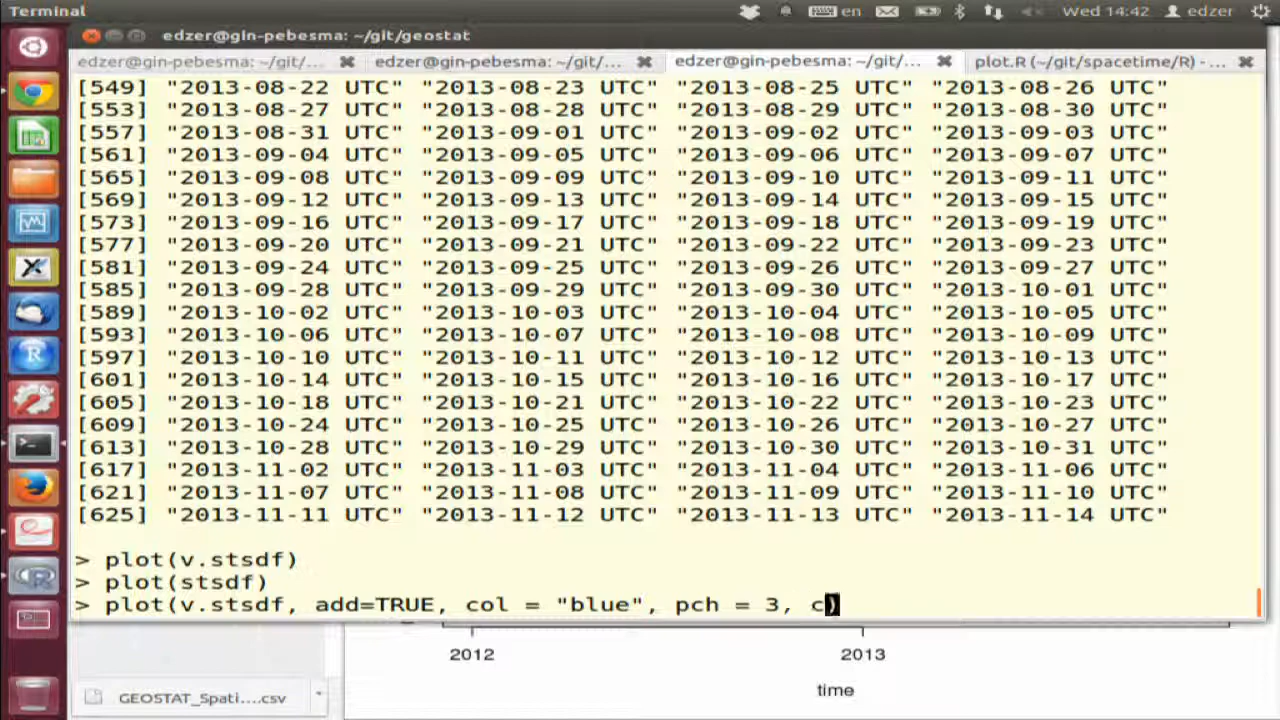 Terminal
en
Wed 14:42
edzer
edzer@gin-pebesma: ~/git/geostat
edzer@gin-pebesma: ~/git/...
edzer@gin-pebesma: ~/git/...
edzer@gin-pebesma: ~/git/...
plot.R (~/git/spacetime/R) - ...
[549] "2013-08-22 UTC" "2013-08-23 UTC" "2013-08-25 UTC" "2013-08-26 UTC"
[553] "2013-08-27 UTC" "2013-08-28 UTC" "2013-08-29 UTC" "2013-08-30 UTC"
[557] "2013-08-31 UTC" "2013-09-01 UTC" "2013-09-02 UTC" "2013-09-03 UTC"
[561] "2013-09-04 UTC" "2013-09-05 UTC" "2013-09-06 UTC" "2013-09-07 UTC"
[565] "2013-09-08 UTC" "2013-09-09 UTC" "2013-09-10 UTC" "2013-09-11 UTC"
[569] "2013-09-12 UTC" "2013-09-13 UTC" "2013-09-14 UTC" "2013-09-15 UTC"
[573] "2013-09-16 UTC" "2013-09-17 UTC" "2013-09-18 UTC" "2013-09-19 UTC"
[577] "2013-09-20 UTC" "2013-09-21 UTC" "2013-09-22 UTC" "2013-09-23 UTC"
[581] "2013-09-24 UTC" "2013-09-25 UTC" "2013-09-26 UTC" "2013-09-27 UTC"
[585] "2013-09-28 UTC" "2013-09-29 UTC" "2013-09-30 UTC" "2013-10-01 UTC"
[589] "2013-10-02 UTC" "2013-10-03 UTC" "2013-10-04 UTC" "2013-10-05 UTC"
[593] "2013-10-06 UTC" "2013-10-07 UTC" "2013-10-08 UTC" "2013-10-09 UTC"
[597] "2013-10-10 UTC" "2013-10-11 UTC" "2013-10-12 UTC" "2013-10-13 UTC"
[601] "2013-10-14 UTC" "2013-10-15 UTC" "2013-10-16 UTC" "2013-10-17 UTC"
[605] "2013-10-18 UTC" "2013-10-21 UTC" "2013-10-22 UTC" "2013-10-23 UTC"
[609] "2013-10-24 UTC" "2013-10-25 UTC" "2013-10-26 UTC" "2013-10-27 UTC"
[613] "2013-10-28 UTC" "2013-10-29 UTC" "2013-10-30 UTC" "2013-10-31 UTC"
[617] "2013-11-02 UTC" "2013-11-03 UTC" "2013-11-04 UTC" "2013-11-06 UTC"
[621] "2013-11-07 UTC" "2013-11-08 UTC" "2013-11-09 UTC" "2013-11-10 UTC"
[625] "2013-11-11 UTC" "2013-11-12 UTC" "2013-11-13 UTC" "2013-11-14 UTC"
> plot(v.stsdf)
> plot(stsdf)
> plot(v.stsdf, add=TRUE, col = "blue", pch = 3, c)
2012
2013
time
GEOSTAT_Spati....csv